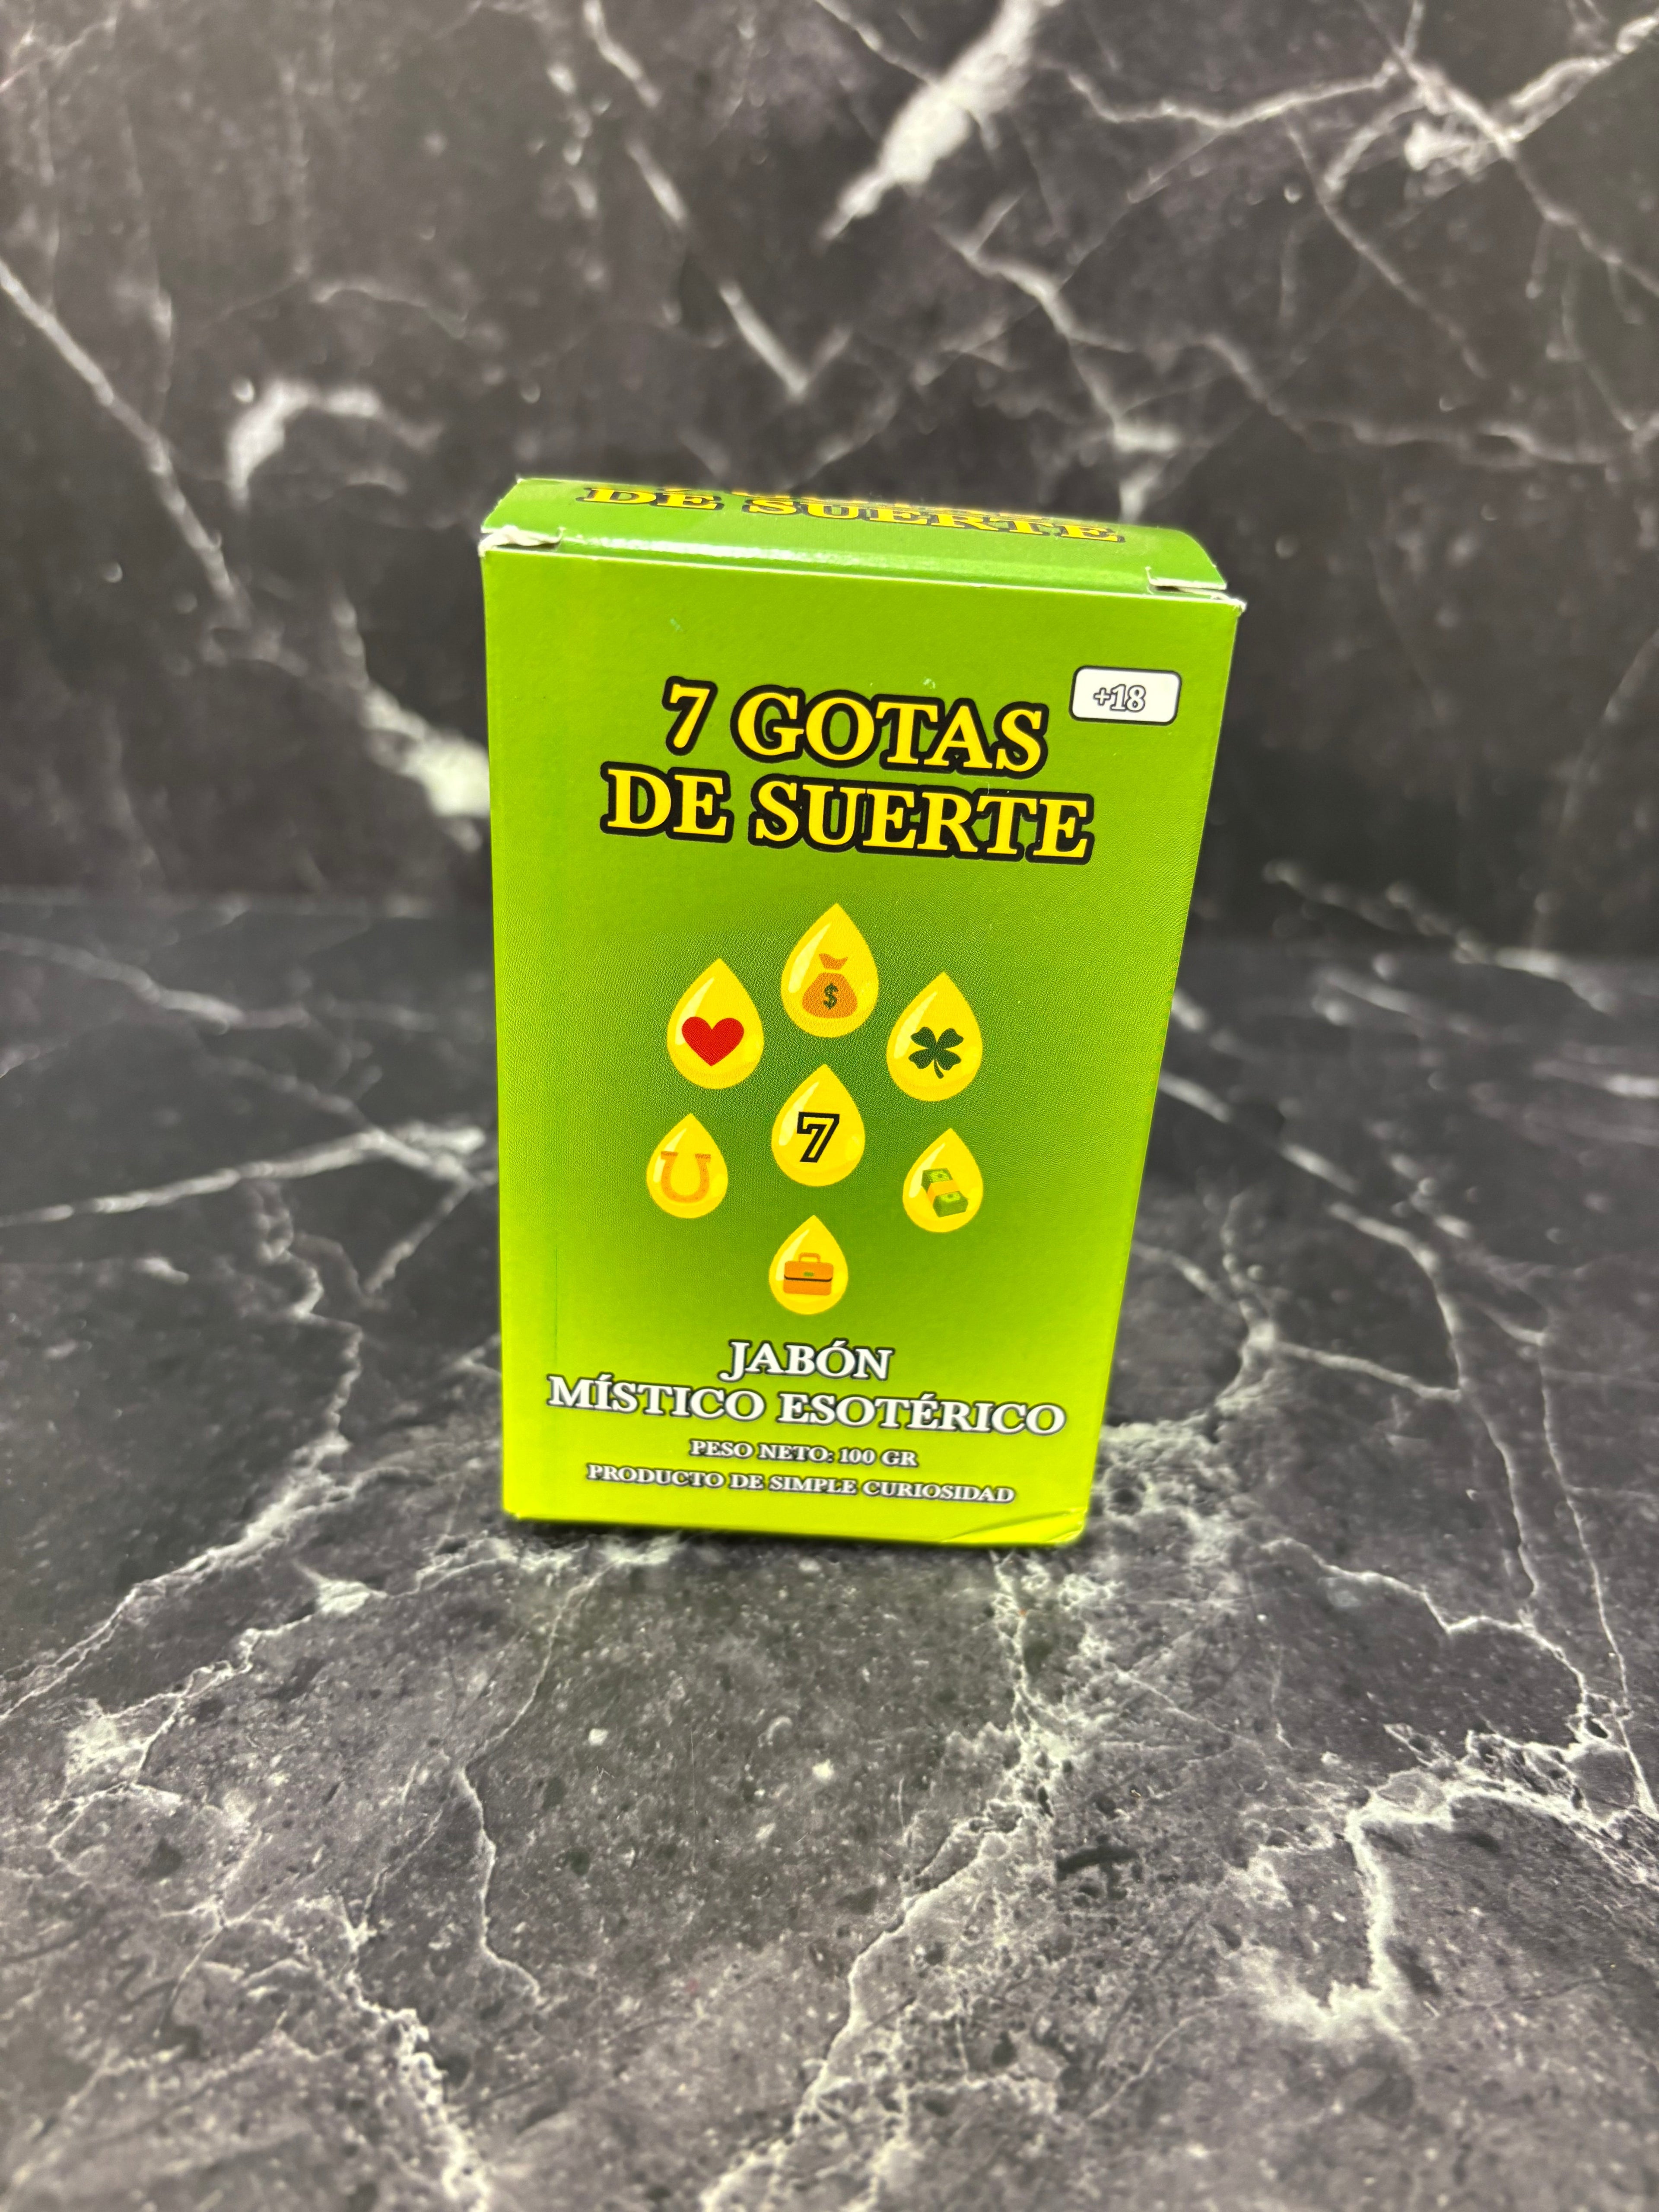 DE SUERTE
+18
7 GOTAS
DE SUERTE
$
7
JABÓN
MÍSTICO ESOTÉRICO
PESO NETO: 100 GR
PRODUCTO DE SIMPLE CURIOSIDAD